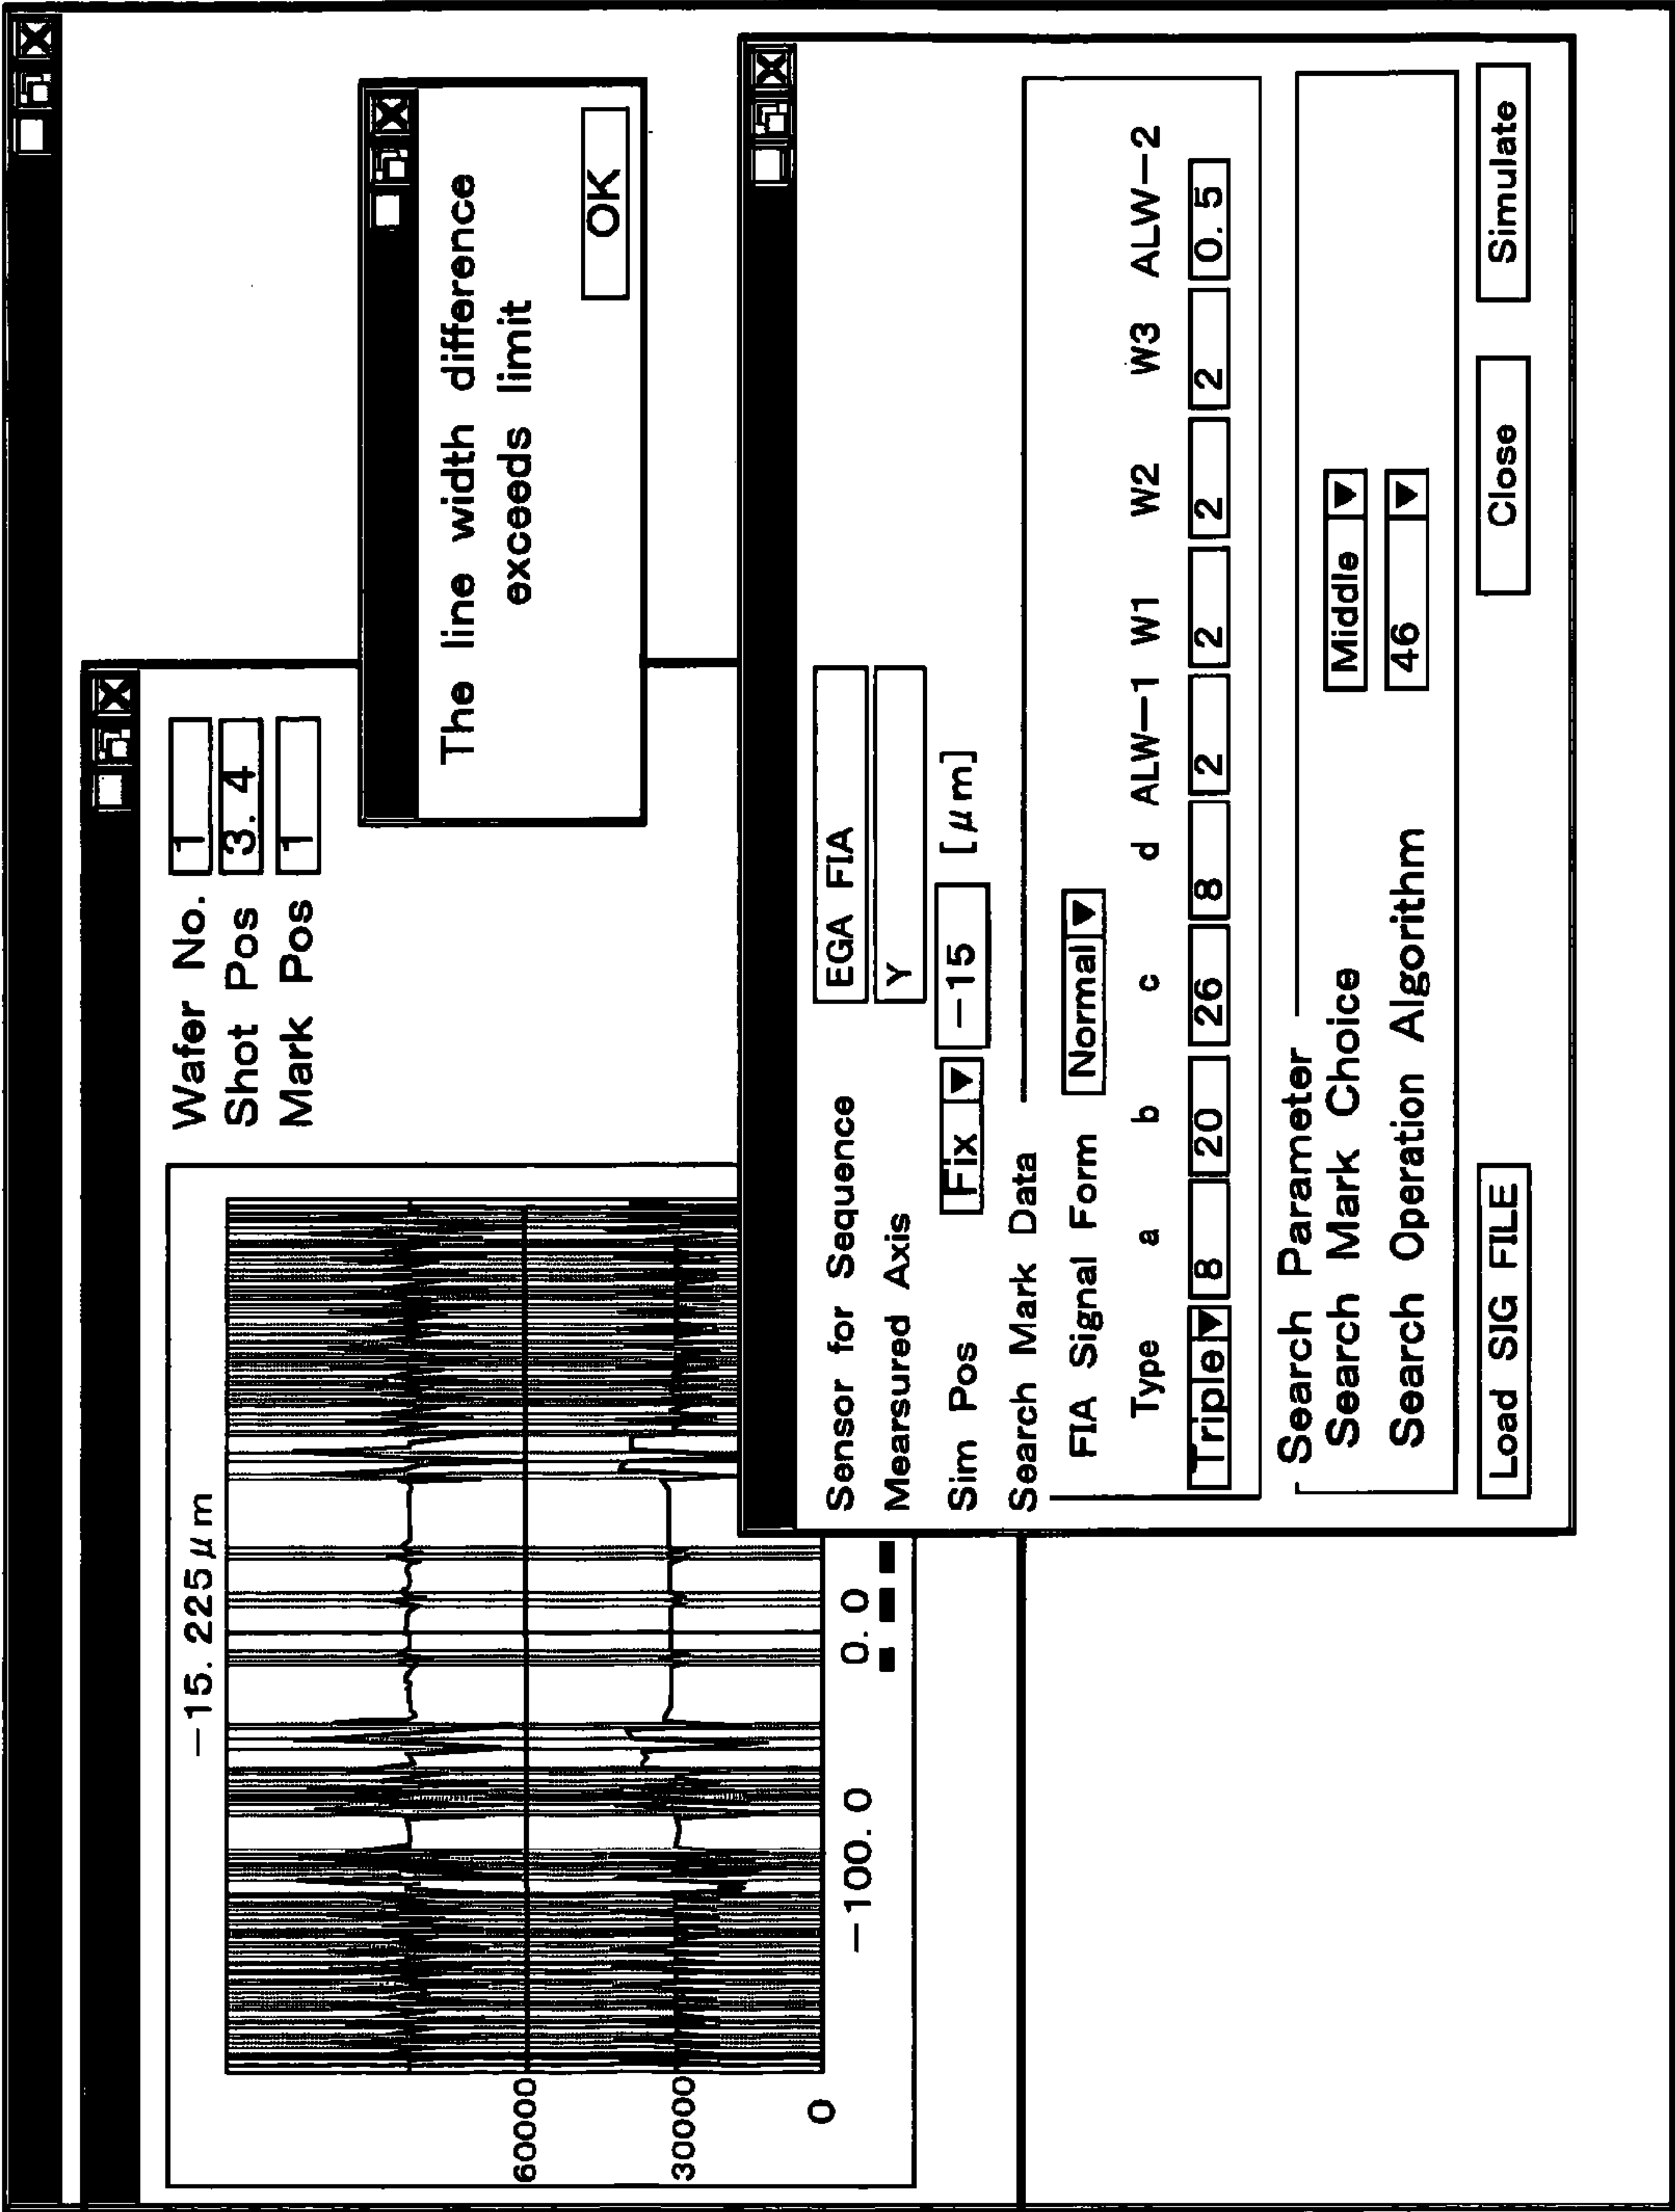 -15. 225μm
60000
30000
0
-100. 0
0. 0
Wafer No. 1
Shot Pos 3. 4
Mark Pos 1
The line width difference
exceeds limit
OK
Sensor for Sequence EGA FIA
Mearsured Axis Y
Sim Pos Fix ▼ -15 [μm]
Search Mark Data
FIA Signal Form Normal ▼
Type a b c d ALW-1 W1 W2 W3 ALW-2
Triple ▼ 8 20 26 8 2 2 2 2 0. 5
Search Parameter
Search Mark Choice Middle ▼
Search Operation Algorithm 46 ▼
Load SIG FILE Close Simulate